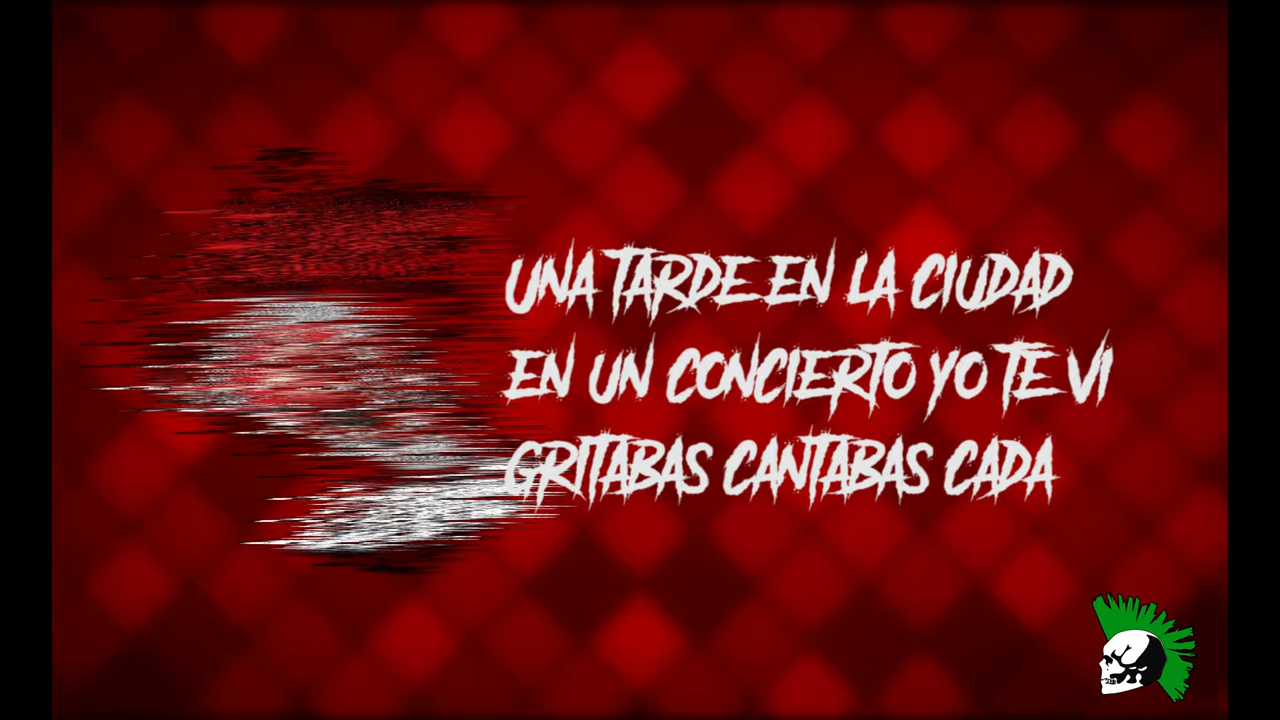 UNA TARDE EN LA CIUDAD
EN UN CONCIERTO YO TE VI
GRITABAS CANTABAS CADA